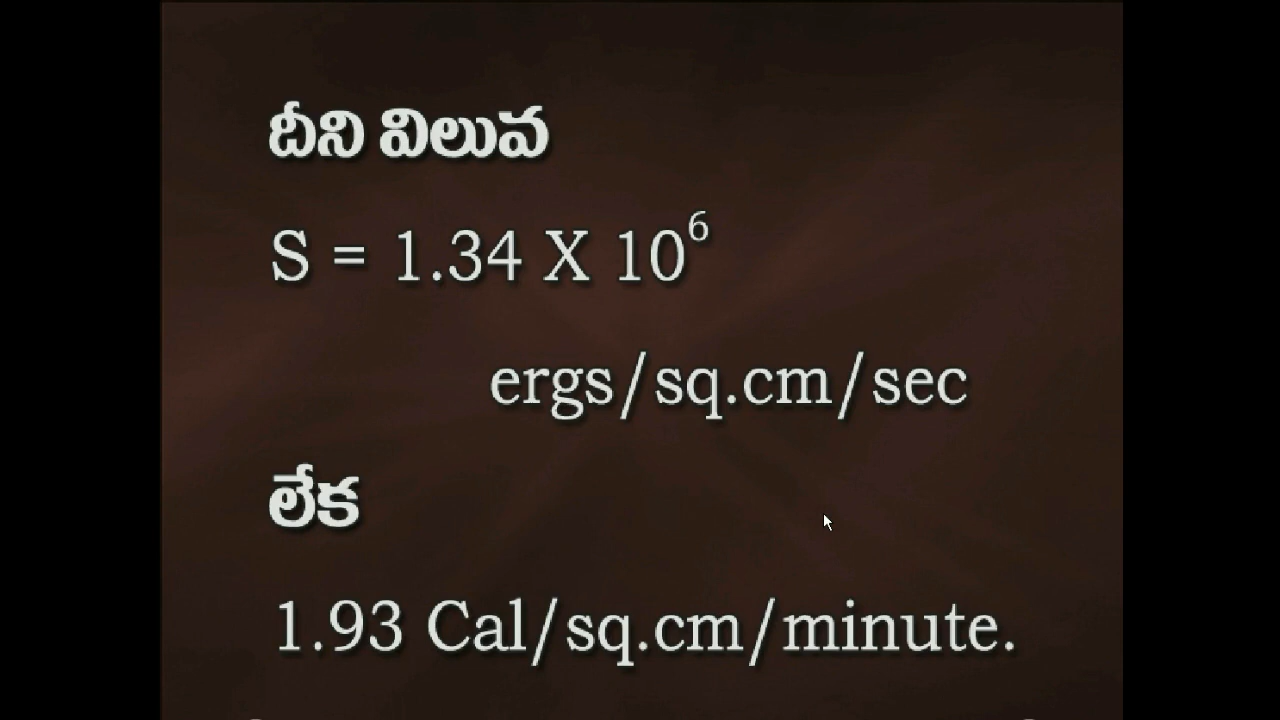 దీని విలువ
S = 1.34 X 10⁶
ergs/sq.cm/sec
లేక
1.93 Cal/sq.cm/minute.